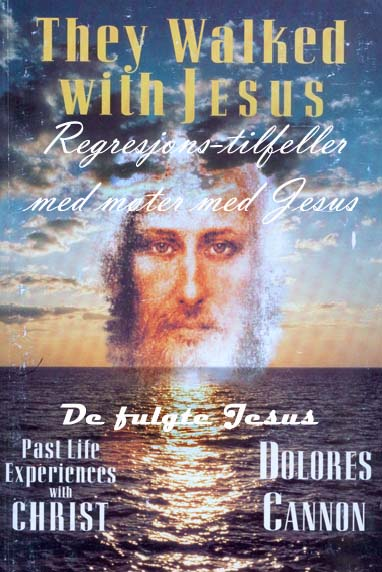 They Walked
with Jesus
Regresjons-tilfeller
med møter med Jesus
De fulgte Jesus
Past Life
Experiences
with
CHRIST
DOLORES
CANNON